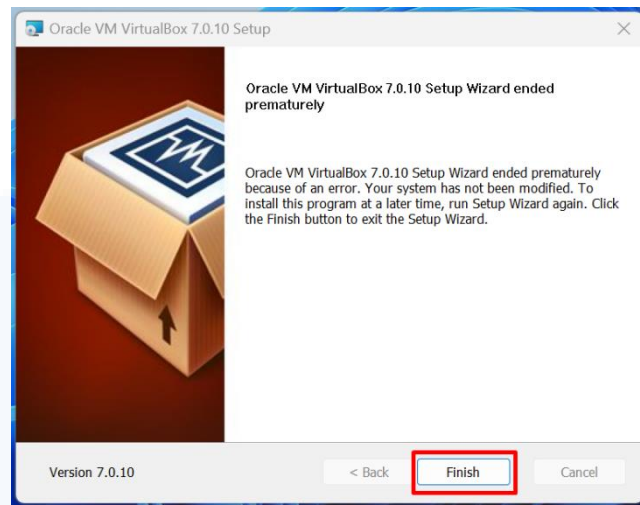 Oracle VM VirtualBox 7.0.10 Setup
Oracle VM VirtualBox 7.0.10 Setup Wizard ended
prematurely
Oracle VM VirtualBox 7.0.10 Setup Wizard ended prematurely
because of an error. Your system has not been modified. To
install this program at a later time, run Setup Wizard again. Click
the Finish button to exit the Setup Wizard.
Version 7.0.10
< Back
Finish
Cancel